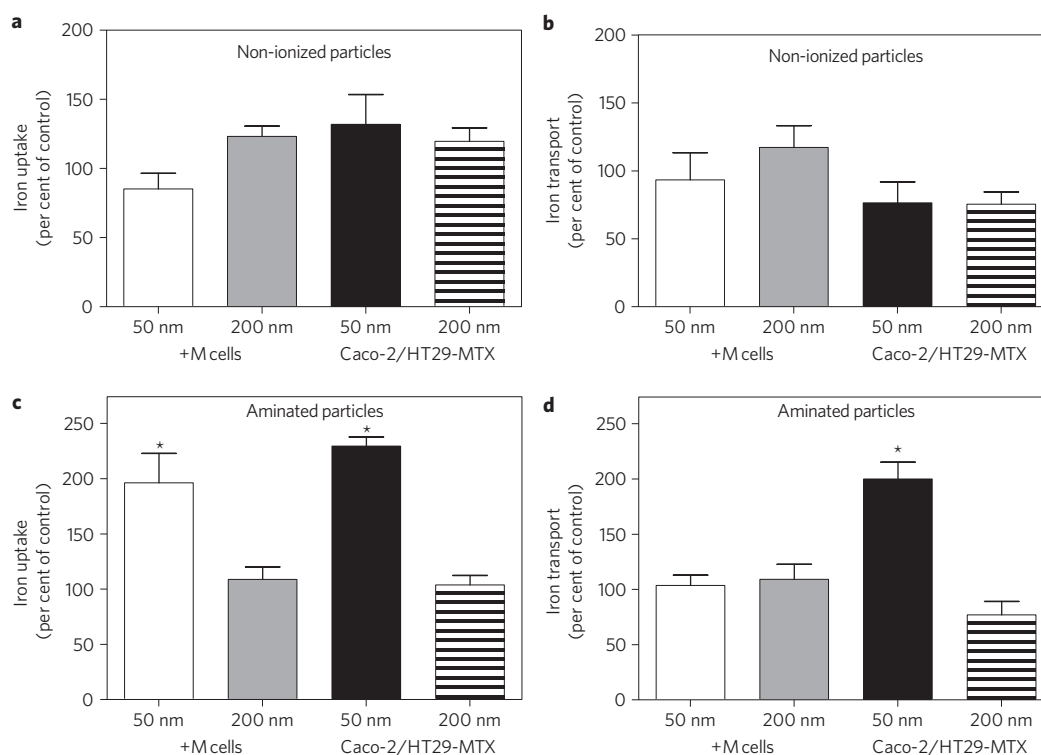 a
Non-ionized particles
Iron uptake
(per cent of control)
200
150
100
50
0
50 nm 200 nm 50 nm 200 nm
+M cells Caco-2/HT29-MTX
b
Non-ionized particles
Iron transport
(per cent of control)
200
150
100
50
0
50 nm 200 nm 50 nm 200 nm
+M cells Caco-2/HT29-MTX
c
Aminated particles
Iron uptake
(per cent of control)
250
200
150
100
50
0
* *
50 nm 200 nm 50 nm 200 nm
+M cells Caco-2/HT29-MTX
d
Aminated particles
Iron transport
(per cent of control)
250
200
150
100
50
0
*
50 nm 200 nm 50 nm 200 nm
+M cells Caco-2/HT29-MTX